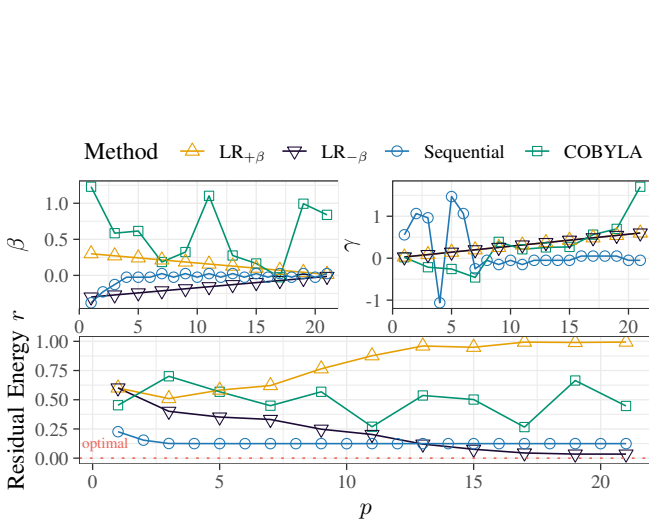 Method LR+β LR−β Sequential COBYLA
β
1.0
0.5
0.0
0 5 10 15 20
γ
1
0
-1
0 5 10 15 20
Residual Energy r
1.00
0.75
0.50
0.25
0.00
optimal
0 5 10 15 20
p